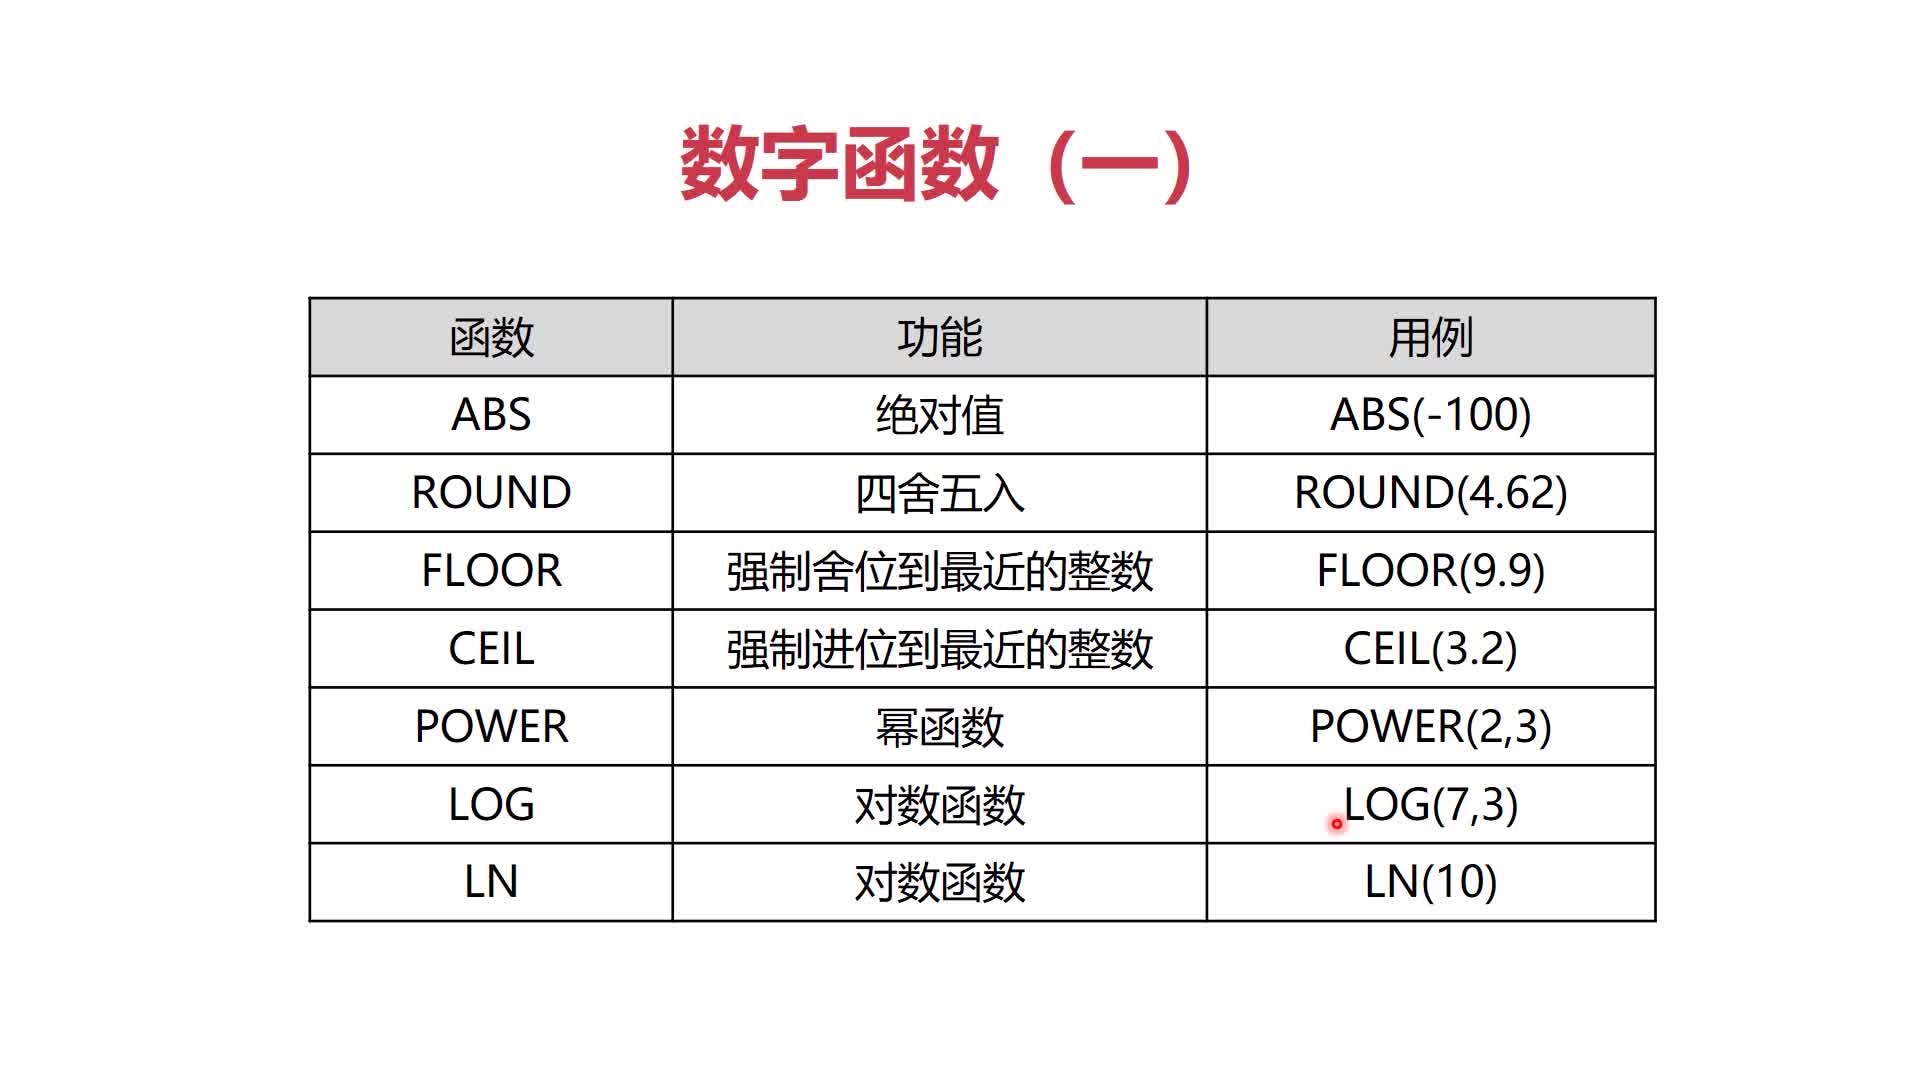 数字函数（一）
函数 功能 用例
ABS 绝对值 ABS(-100)
ROUND 四舍五入 ROUND(4.62)
FLOOR 强制舍位到最近的整数 FLOOR(9.9)
CEIL 强制进位到最近的整数 CEIL(3.2)
POWER 幂函数 POWER(2,3)
LOG 对数函数 LOG(7,3)
LN 对数函数 LN(10)